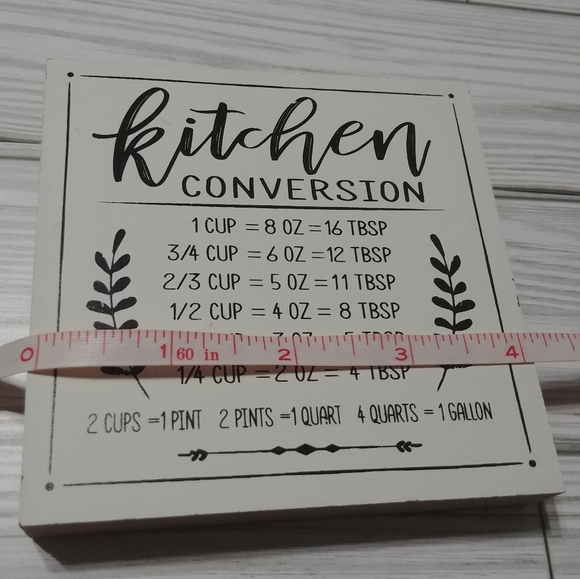 kitchen
CONVERSION
1 CUP = 8 OZ = 16 TBSP
3/4 CUP = 6 OZ = 12 TBSP
2/3 CUP = 5 OZ = 11 TBSP
1/2 CUP = 4 OZ = 8 TBSP
0 1 60 in 2 3 4
1/4 CUP = 2 OZ = 4 TBSP
2 CUPS = 1 PINT 2 PINTS = 1 QUART 4 QUARTS = 1 GALLON